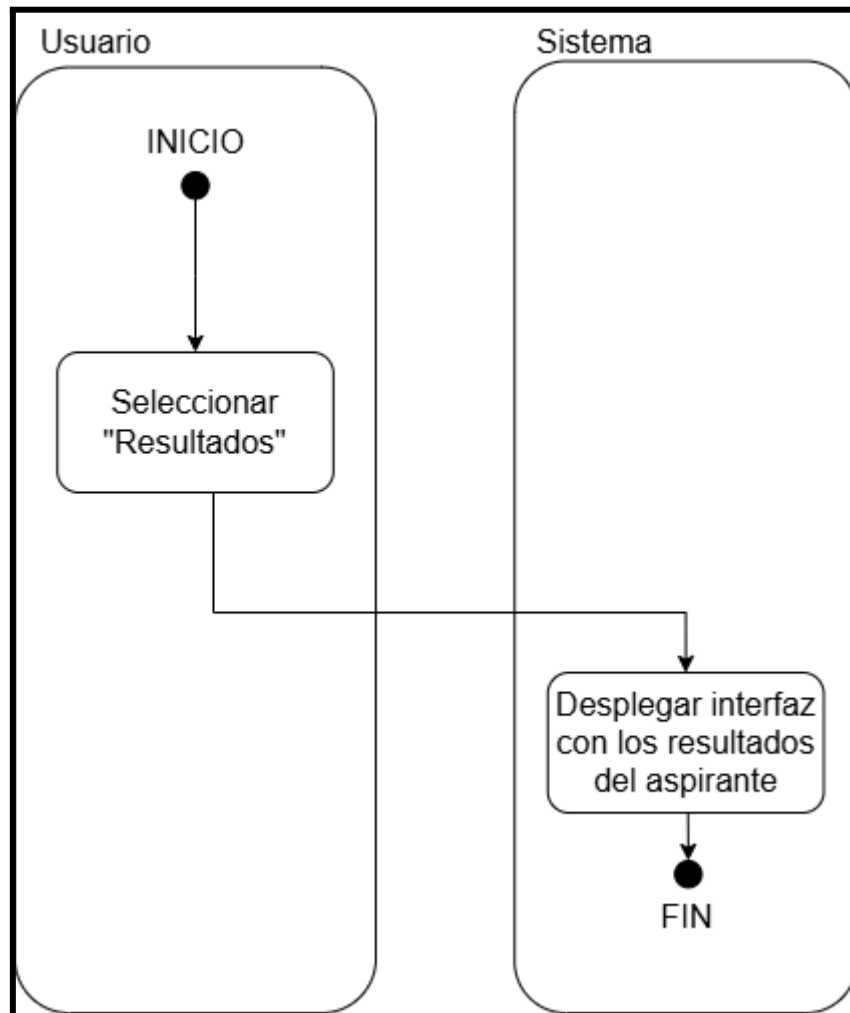 Usuario
Sistema
INICIO
Seleccionar
"Resultados"
Desplegar interfaz
con los resultados
del aspirante
FIN